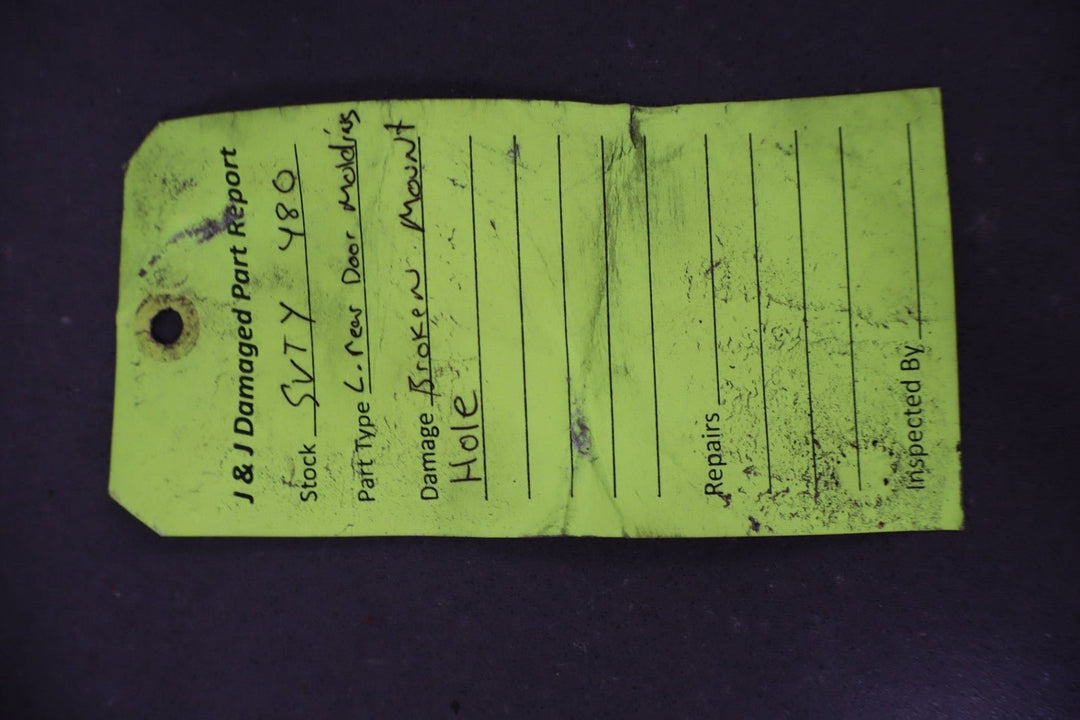 J & J Damaged Part Report
Stock SVTY 480
Part Type L. rear Door Molding
Damage Broken Mount
Hole
Repairs
Inspected By